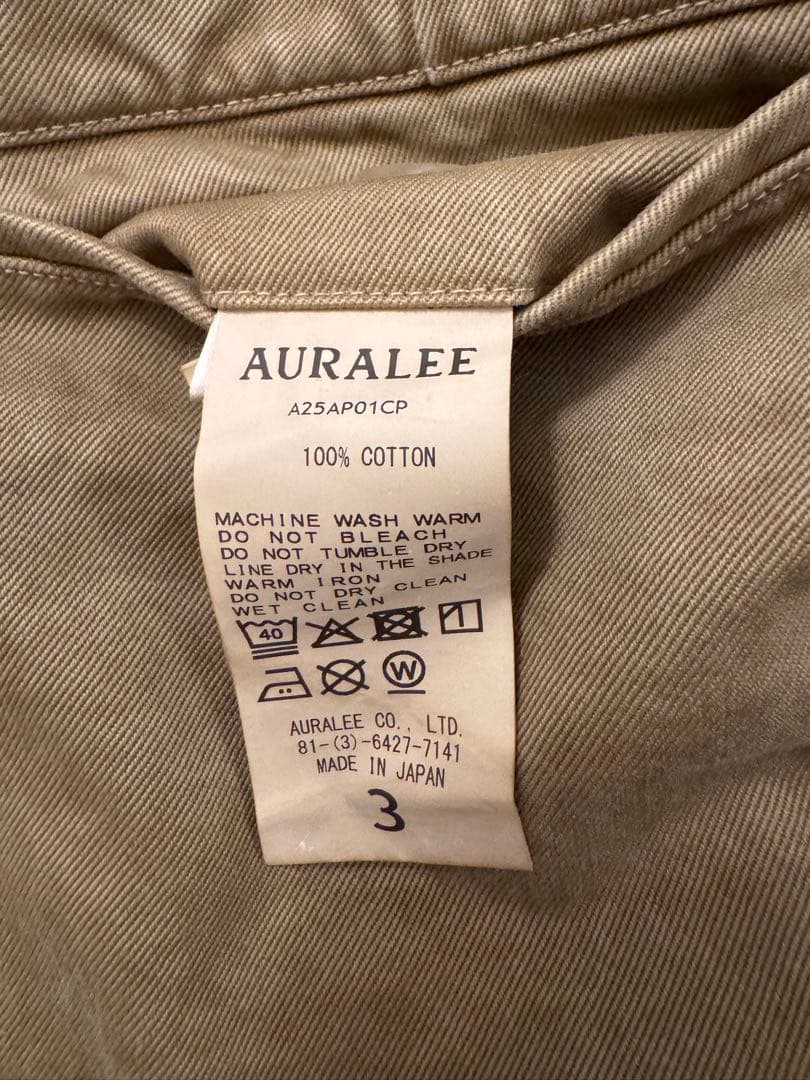 AURALEE
A25AP01CP
100% COTTON
MACHINE WASH WARM
DO NOT BLEACH
DO NOT TUMBLE DRY
LINE DRY IN THE SHADE
WARM IRON
DO NOT DRY CLEAN
WET CLEAN
40
W
AURALEE CO., LTD.
81-(3)-6427-7141
MADE IN JAPAN
3